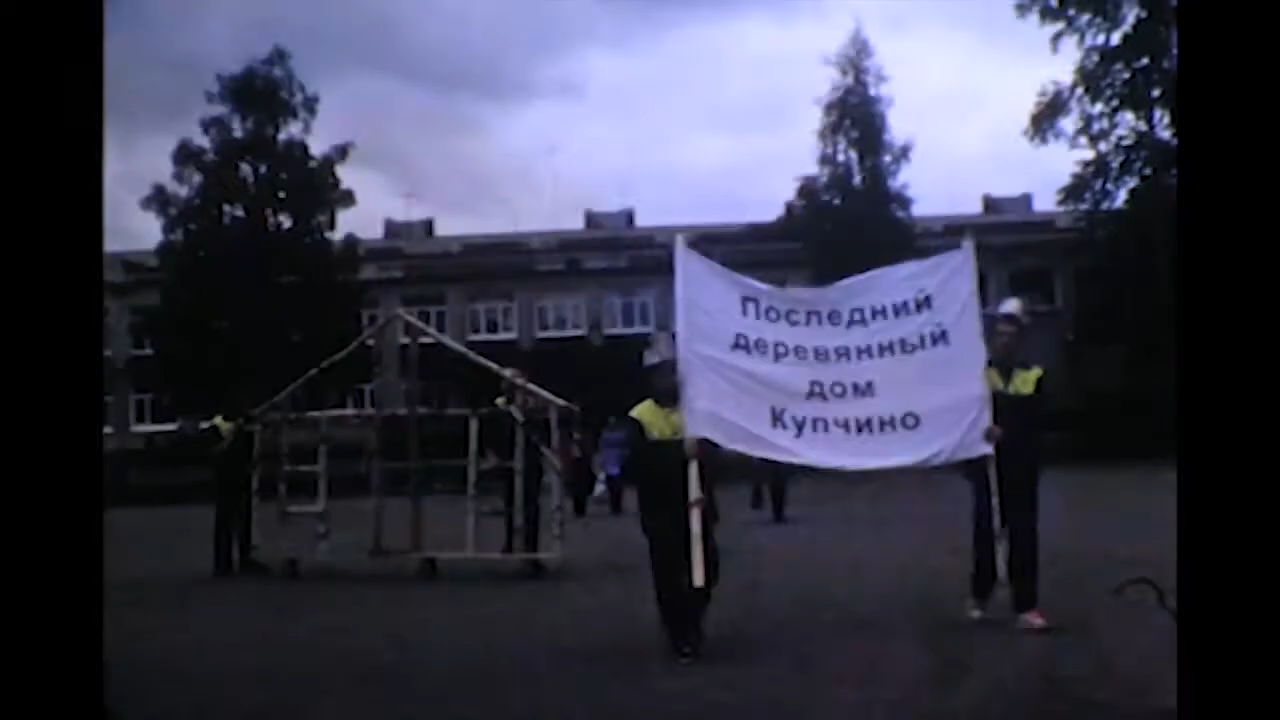 Последний
деревянный
дом
Купчино